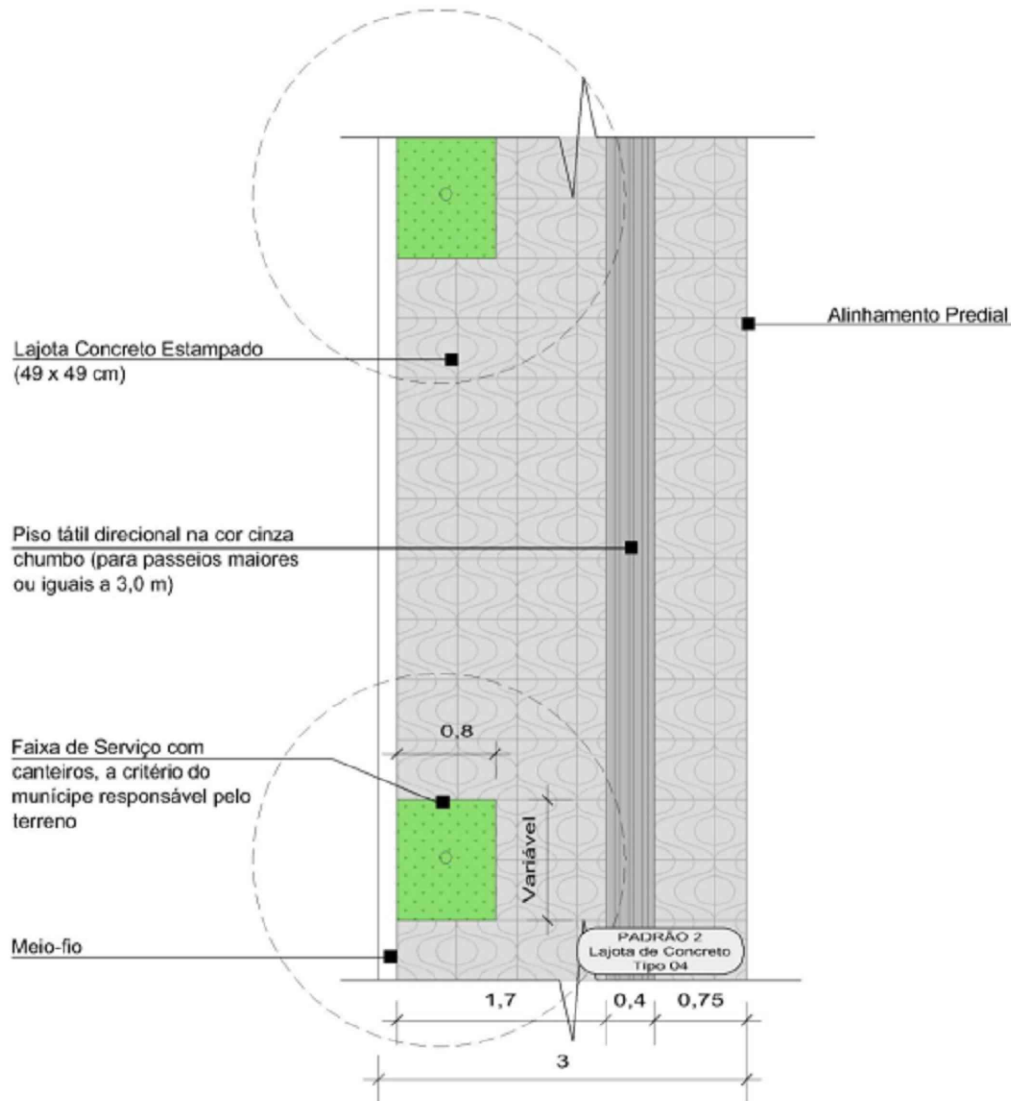 Alinhamento Predial
Lajota Concreto Estampado
(49 x 49 cm)
Piso tátil direcional na cor cinza
chumbo (para passeios maiores
ou iguais a 3,0 m)
0,8
Faixa de Serviço com
canteiros, a critério do
munícipe responsável pelo
terreno
Variável
Meio-fio
PADRÃO 2
Lajota de Concreto
Tipo 04
1,7
0,4
0,75
3